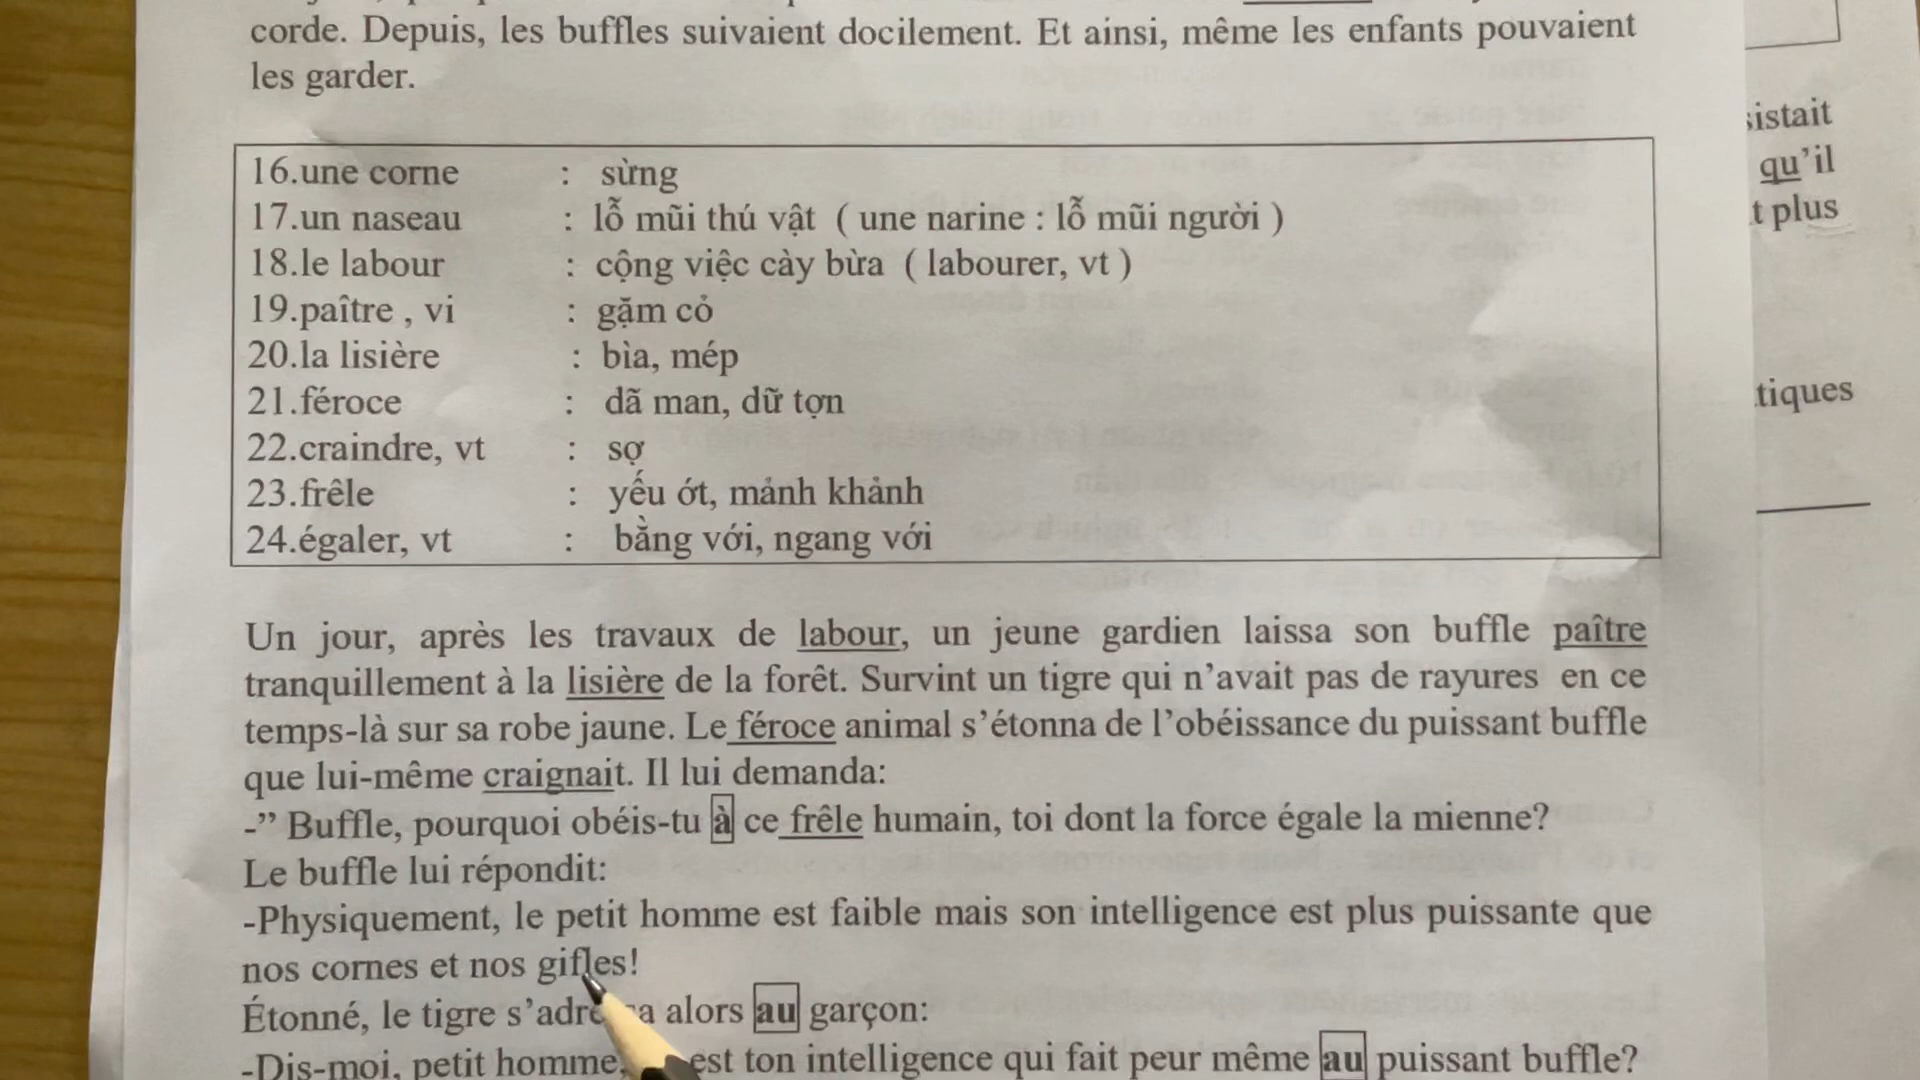 corde. Depuis, les buffles suivaient docilement. Et ainsi, même les enfants pouvaient
les garder.
16.une corne : sừng
17.un naseau : lỗ mũi thú vật ( une narine : lỗ mũi người )
18.le labour : cộng việc cày bừa ( labourer, vt )
19.paître , vi : gặm cỏ
20.la lisière : bìa, mép
21.féroce : dã man, dữ tợn
22.craindre, vt : sợ
23.frêle : yếu ớt, mảnh khảnh
24.égaler, vt : bằng với, ngang với
Un jour, après les travaux de labour, un jeune gardien laissa son buffle paître
tranquillement à la lisière de la forêt. Survint un tigre qui n’avait pas de rayures en ce
temps-là sur sa robe jaune. Le féroce animal s’étonna de l’obéissance du puissant buffle
que lui-même craignait. Il lui demanda:
-” Buffle, pourquoi obéis-tu à ce frêle humain, toi dont la force égale la mienne?
Le buffle lui répondit:
-Physiquement, le petit homme est faible mais son intelligence est plus puissante que
nos cornes et nos gifles!
Étonné, le tigre alors au garçon:
-Dis-moi, petit homme, est ton intelligence qui fait peur même au puissant buffle?
qu’il
plus